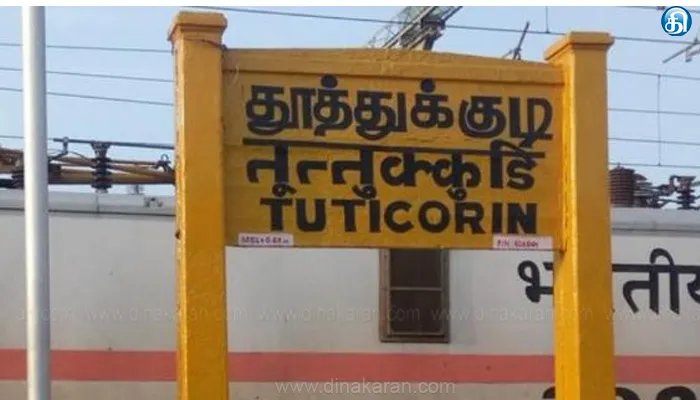 தூத்துக்குடி
तूत्तुक्कुडि
TUTICORIN
www.dinakaran.com